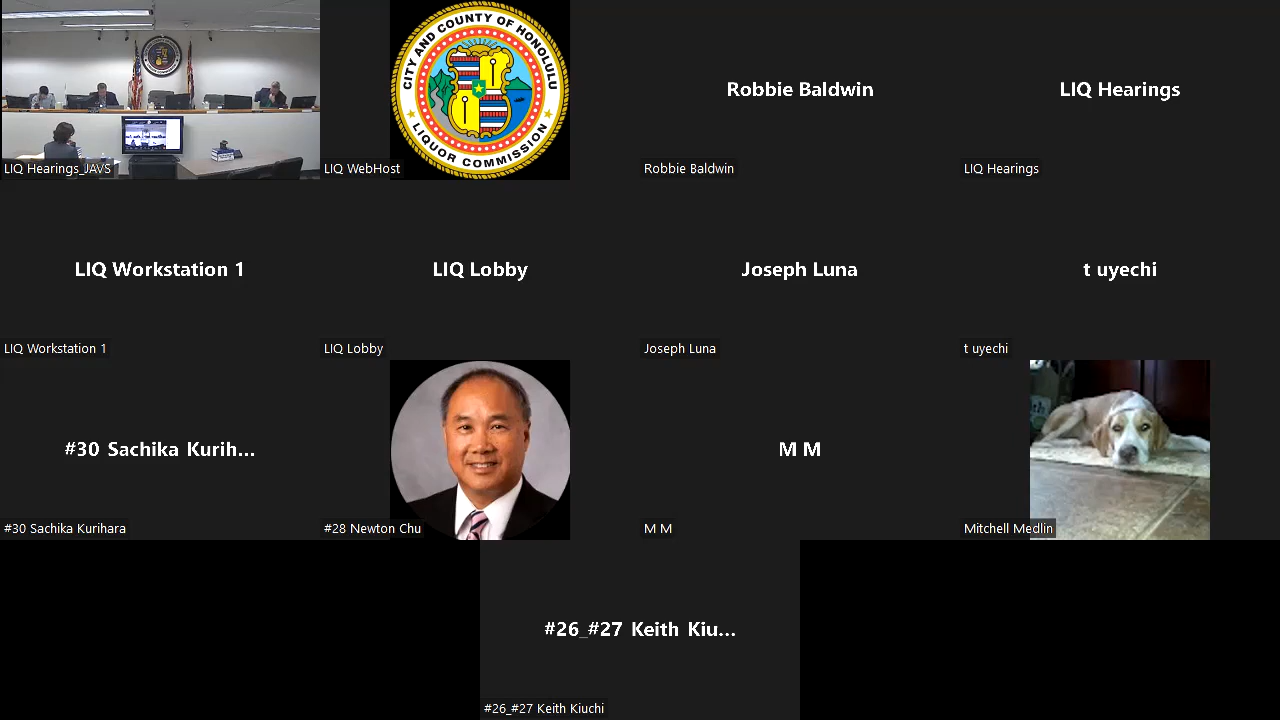 LIQ Hearings_JAVS
CITY AND COUNTY OF HONOLULU
LIQUOR COMMISSION
LIQ WebHost
Robbie Baldwin
Robbie Baldwin
LIQ Hearings
LIQ Hearings
LIQ Workstation 1
LIQ Workstation 1
LIQ Lobby
LIQ Lobby
Joseph Luna
Joseph Luna
t uyechi
t uyechi
#30 Sachika Kurih...
#30 Sachika Kurihara
#28 Newton Chu
M M
M M
Mitchell Medlin
#26_#27 Keith Kiu...
#26_#27 Keith Kiuchi